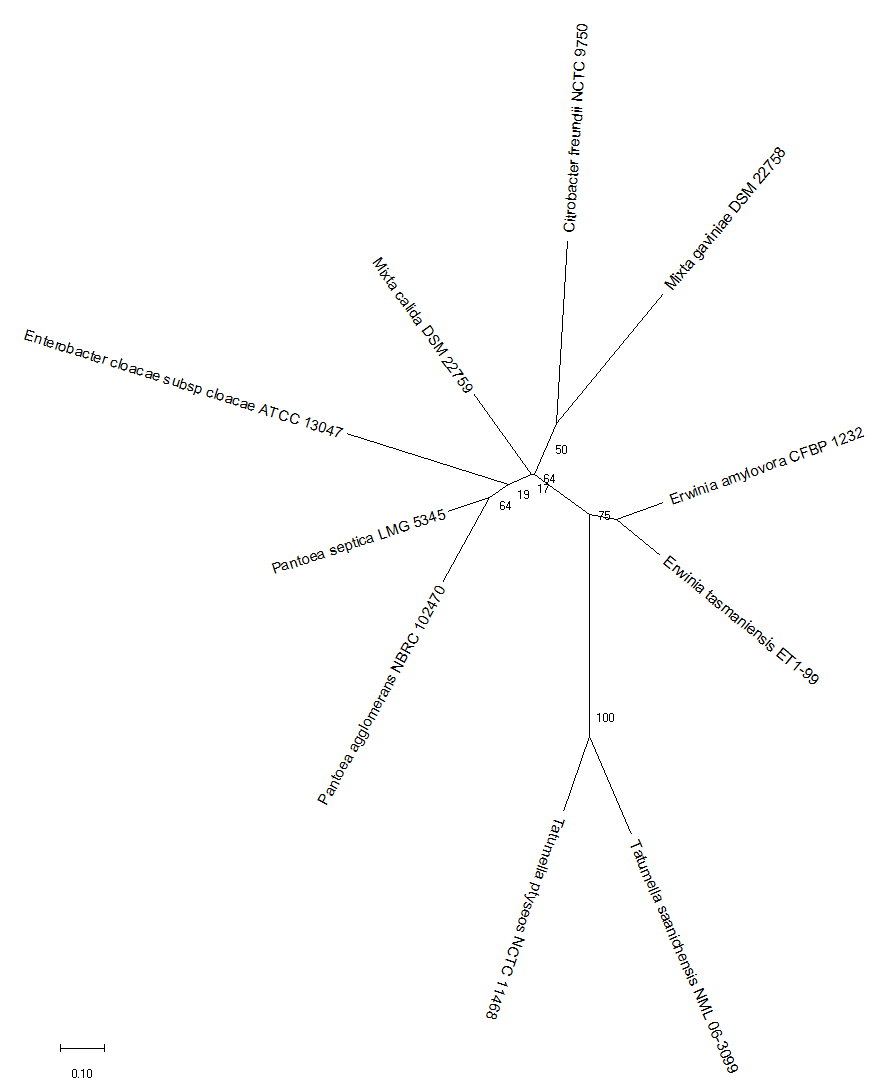 Citrobacter freundii NCTC 9750
Mixta gaviniae DSM 22758
Mixta calida DSM 22759
Enterobacter cloacae subsp cloacae ATCC 13047
50
Erwinia amylovora CFBP 1232
64
17
19
64
75
Pantoea septica LMG 5345
Erwinia tasmaniensis ET1-99
Pantoea agglomerans NBRC 102470
100
Tatumella ptyseos NCTC 11468
Tatumella saanichensis NML 06-3099
0.10